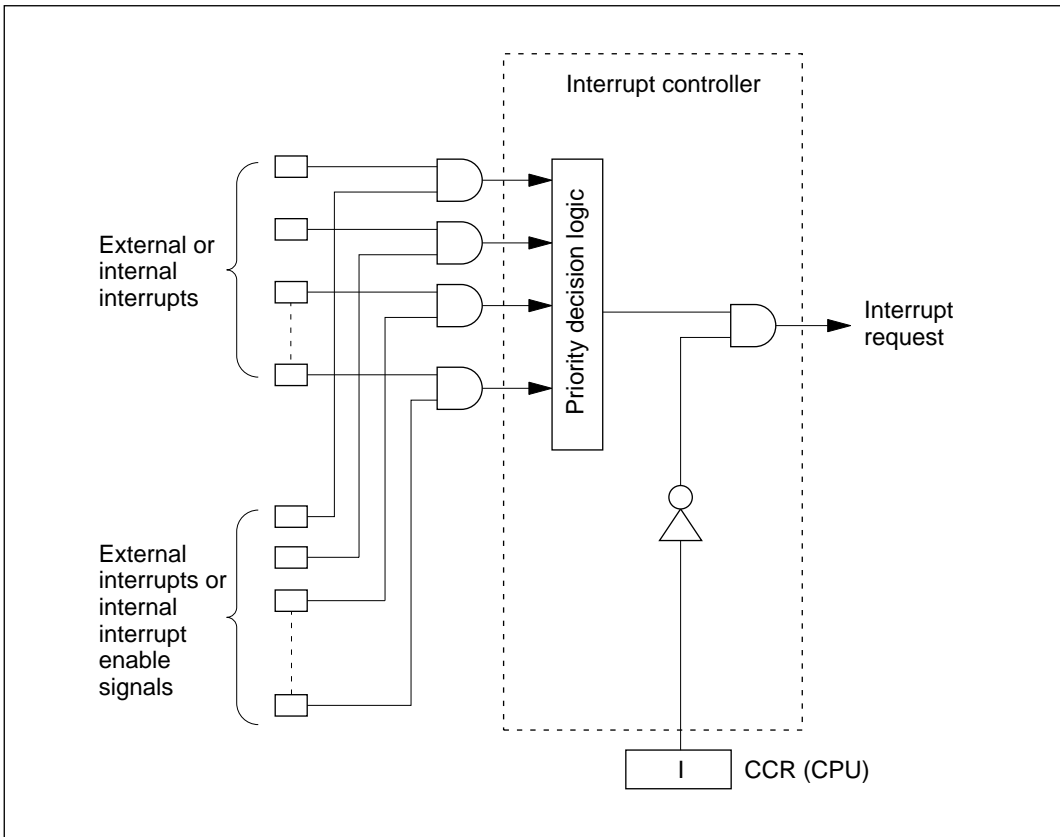 Interrupt controller
External or
internal
interrupts
Priority decision logic
Interrupt
request
External
interrupts or
internal
interrupt
enable
signals
I
CCR (CPU)